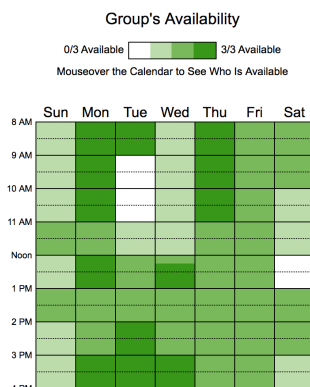 Group's Availability
0/3 Available 3/3 Available
Mouseover the Calendar to See Who Is Available
Sun Mon Tue Wed Thu Fri Sat
8 AM
9 AM
10 AM
11 AM
Noon
1 PM
2 PM
3 PM
4 PM